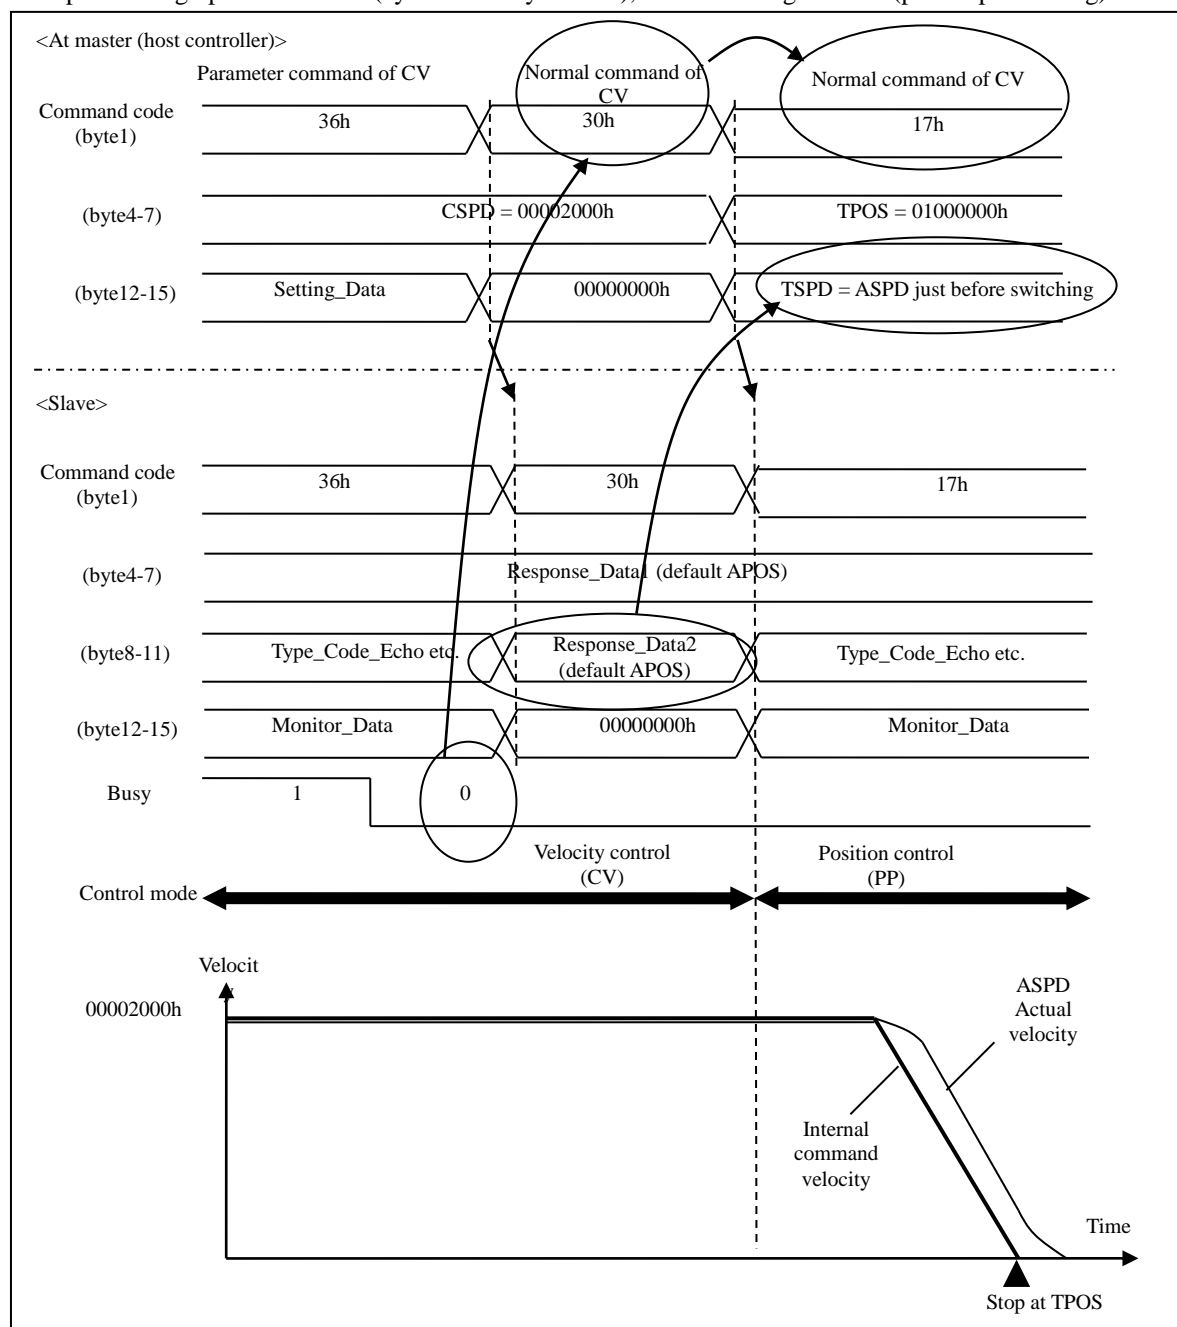 <At master (host controller)>
Parameter command of CV
Normal command of
CV
Normal command of CV
Command code
(byte1)
36h
30h
17h
(byte4-7)
CSPD = 00002000h
TPOS = 01000000h
(byte12-15)
Setting_Data
00000000h
TSPD = ASPD just before switching
<Slave>
Command code
(byte1)
36h
30h
17h
(byte4-7)
Response_Data1 (default APOS)
(byte8-11)
Type_Code_Echo etc.
Response_Data2
(default APOS)
Type_Code_Echo etc.
(byte12-15)
Monitor_Data
00000000h
Monitor_Data
Busy
1
0
Velocity control
(CV)
Position control
(PP)
Control mode
Velocit
y
00002000h
ASPD
Actual
velocity
Internal
command
velocity
Time
Stop at TPOS